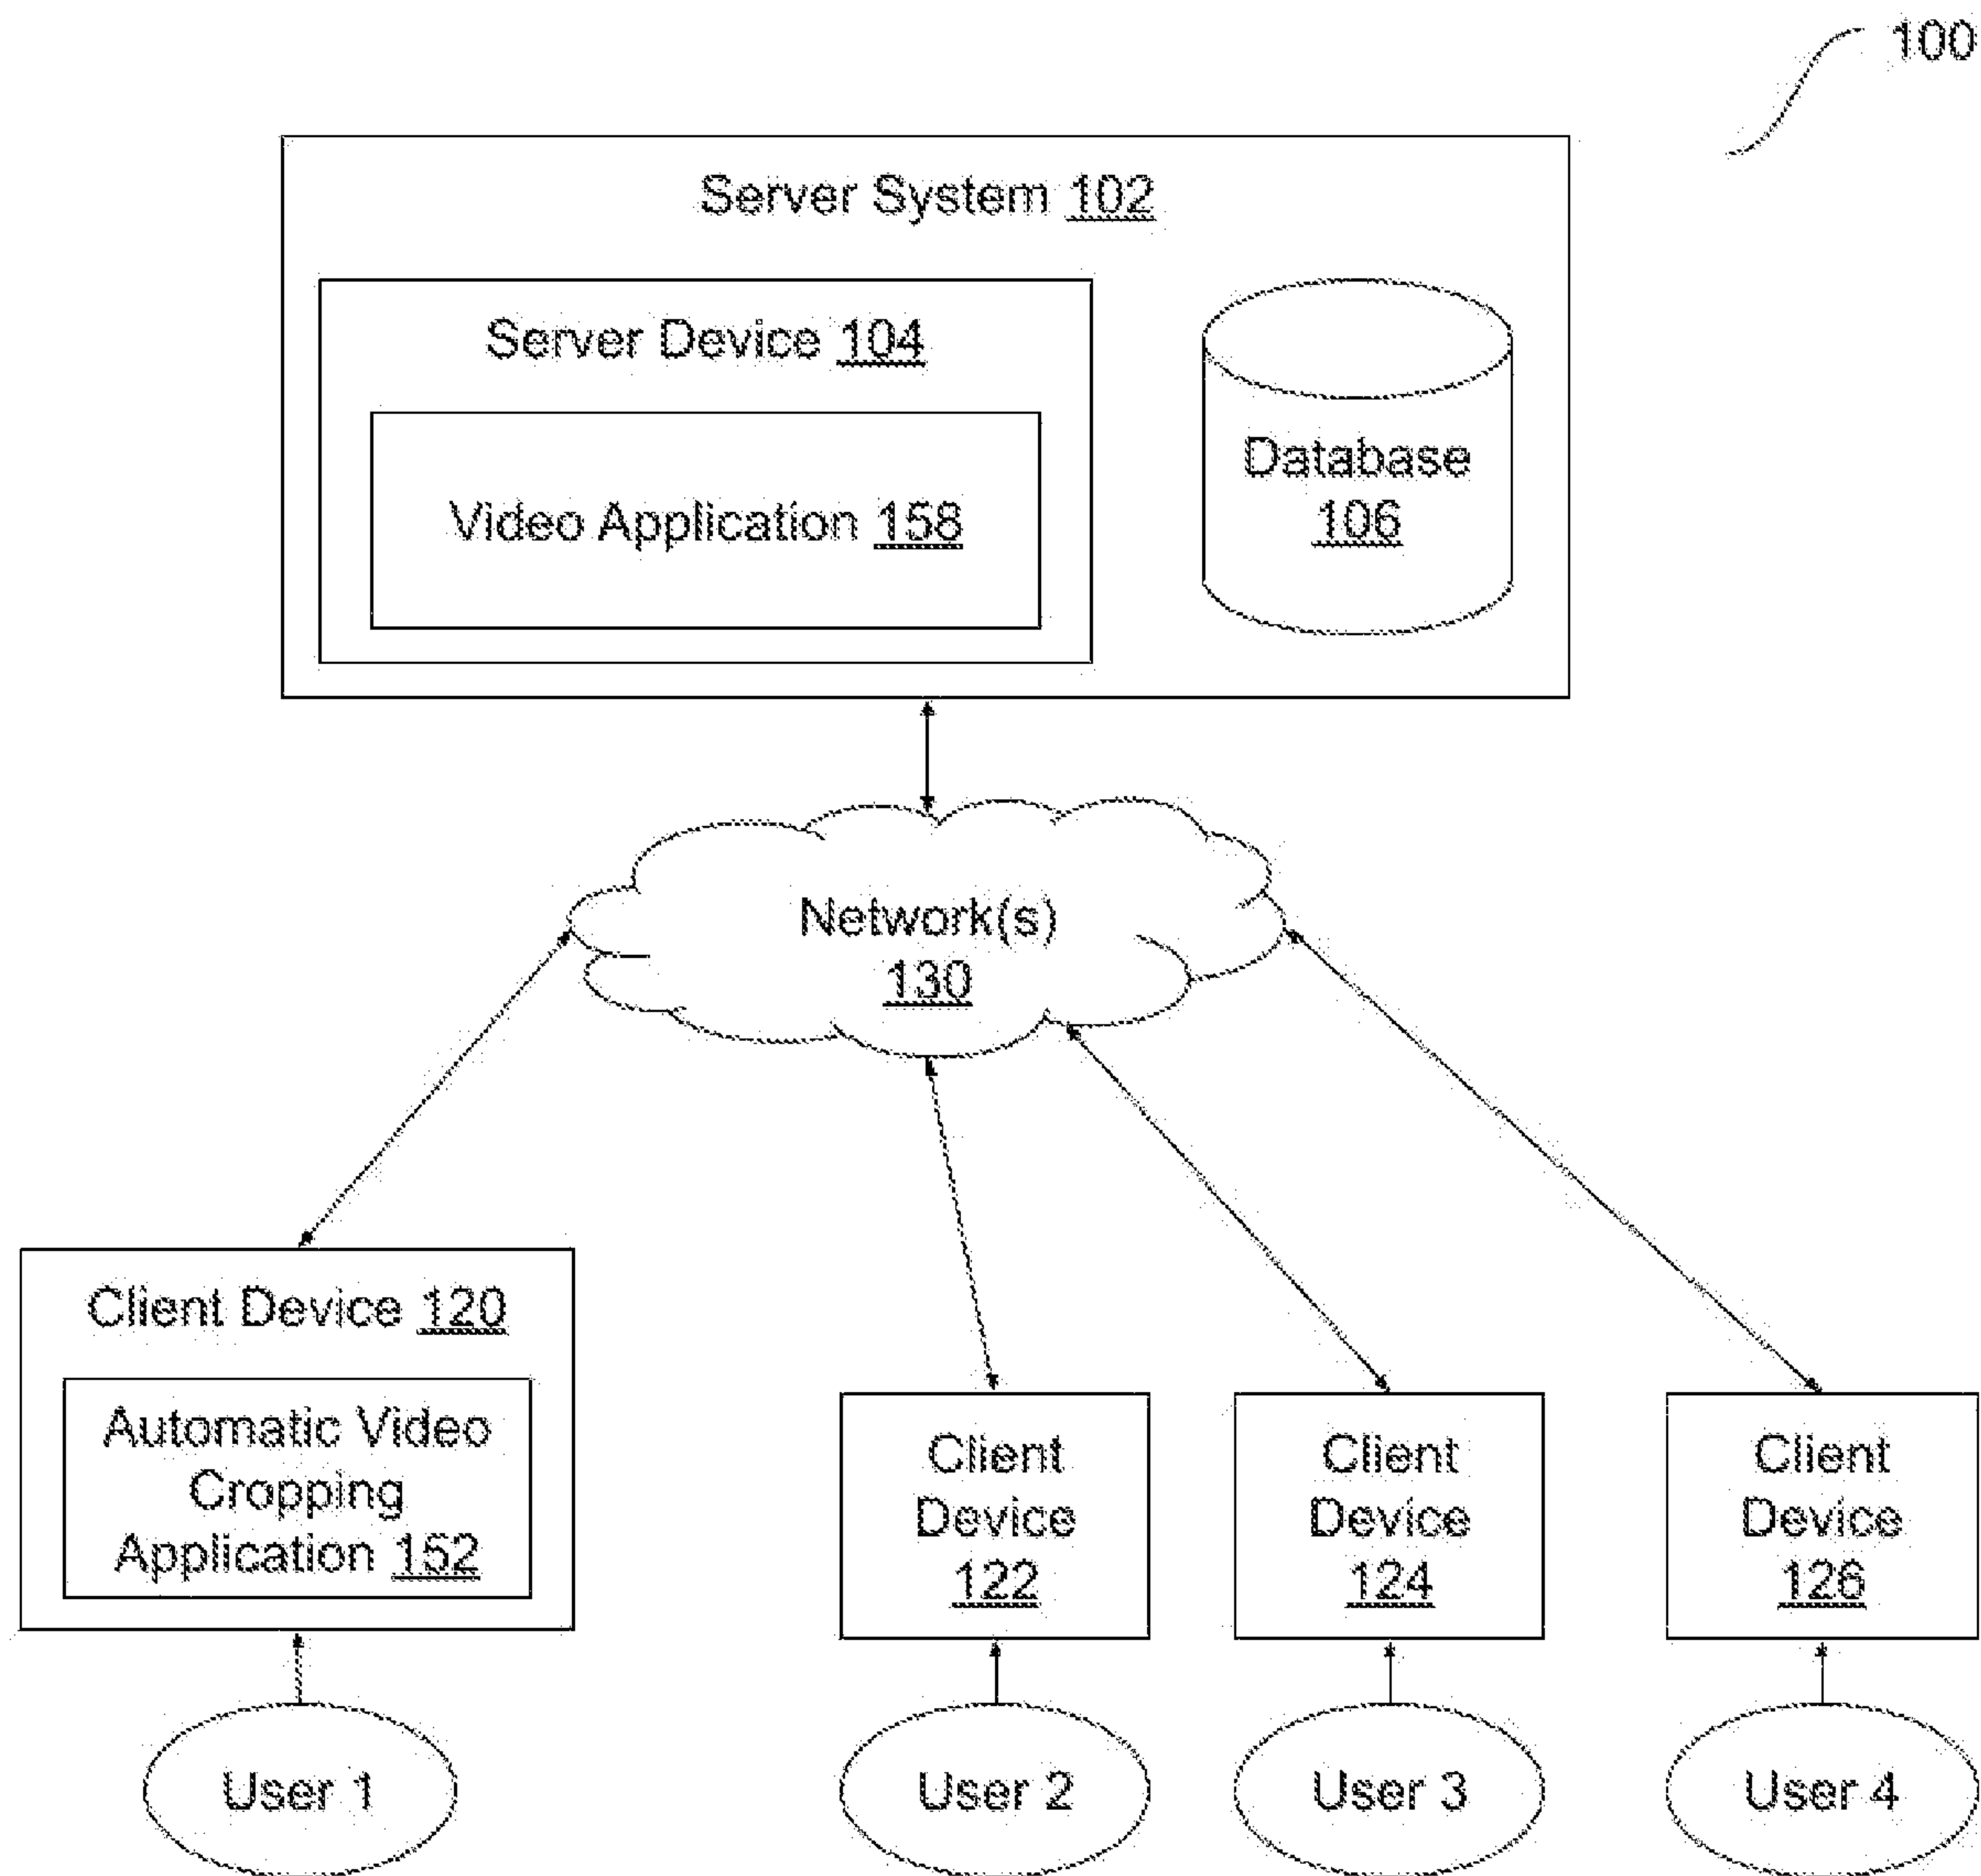 100
Server System 102
Server Device 104
Video Application 158
Database
106
Network(s)
130
Client Device 120
Automatic Video
Cropping
Application 152
Client
Device
122
Client
Device
124
Client
Device
126
User 1
User 2
User 3
User 4